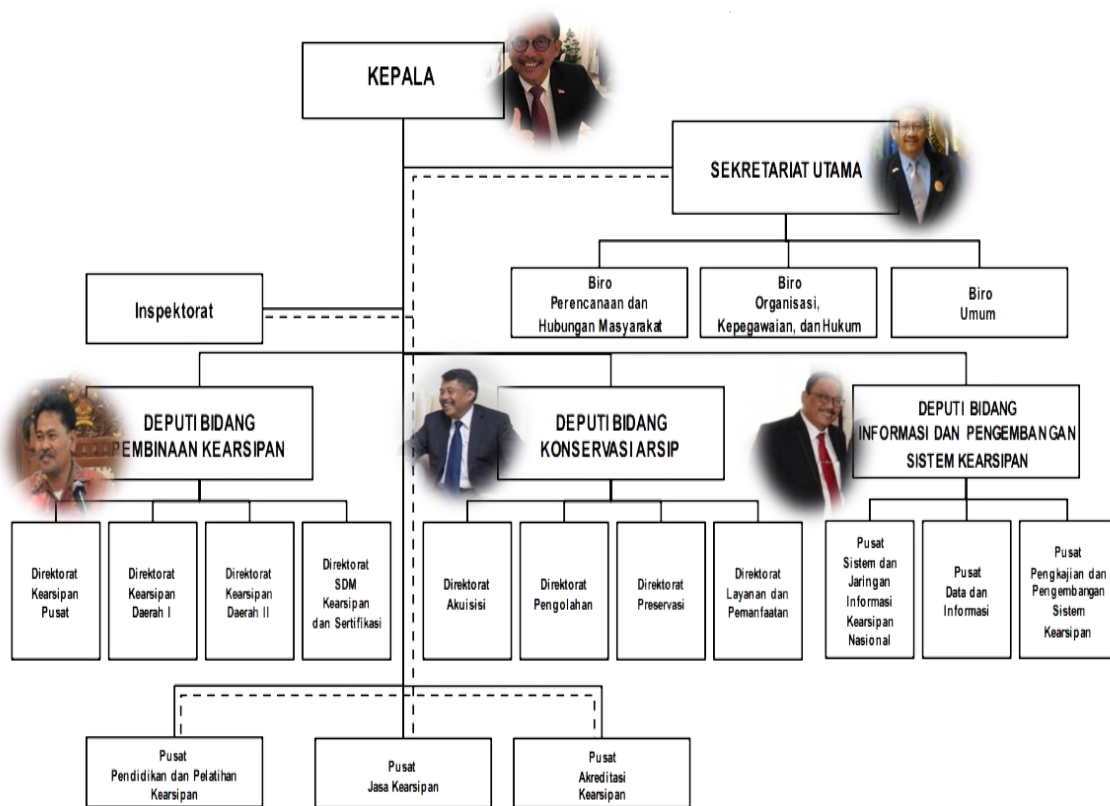 KEPALA
SEKRETARIAT UTAMA
Biro
Perencanaan dan
Hubungan Masyarakat
Biro
Organisasi,
Kepegawaian, dan Hukum
Biro
Umum
Inspektorat
DEPUTI BIDANG
PEMBINAAN KEARSIPAN
DEPUTI BIDANG
KONSERVASI ARSIP
DEPUTI BIDANG
INFORMASI DAN PENGEMBANGAN
SISTEM KEARSIPAN
Direktorat
Kearsipan
Pusat
Direktorat
Kearsipan
Daerah I
Direktorat
Kearsipan
Daerah II
Direktorat
SDM
Kearsipan
dan Sertifikasi
Direktorat
Akuisisi
Direktorat
Pengolahan
Direktorat
Preservasi
Direktorat
Layanan dan
Pemanfaatan
Pusat
Sistem dan
Jaringan
Informasi
Kearsipan
Nasional
Pusat
Data dan
Informasi
Pusat
Pengkajian dan
Pengembangan
Sistem
Kearsipan
Pusat
Pendidikan dan Pelatihan
Kearsipan
Pusat
Jasa Kearsipan
Pusat
Akreditasi
Kearsipan